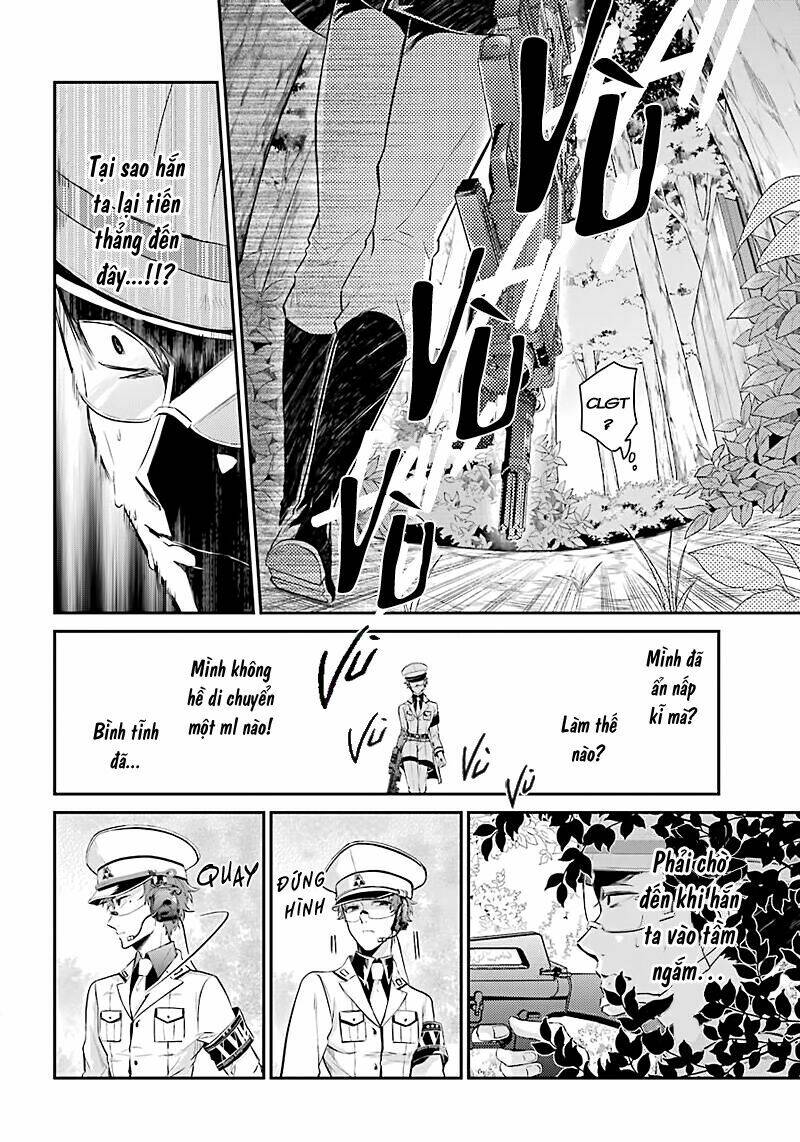 VÙ
VÙ
VÙ
VÙ
CLGT
?
Tại sao hắn
ta lại tiến
thẳng đến
đây...!!?
Mình đã
ẩn nấp
kĩ mà?
Làm thế
nào?
VÙ
VÙ
VÙ
VÙ
Mình không
hề di chuyển
một ml nào!
Bình tĩnh
đã...
Phải chờ
đến khi hắn
ta vào tầm
ngắm...
ĐỨNG
HÌNH
QUAY